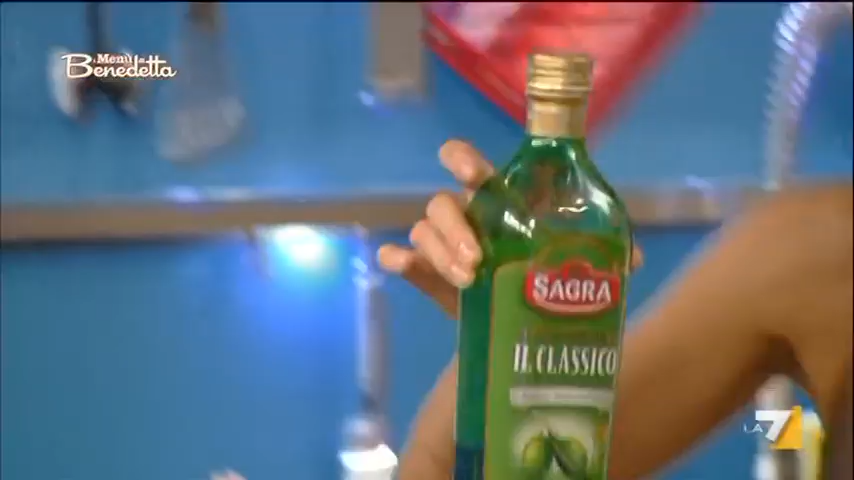 i Menù di
Benedetta
SAGRA
IL CLASSICO
LA7